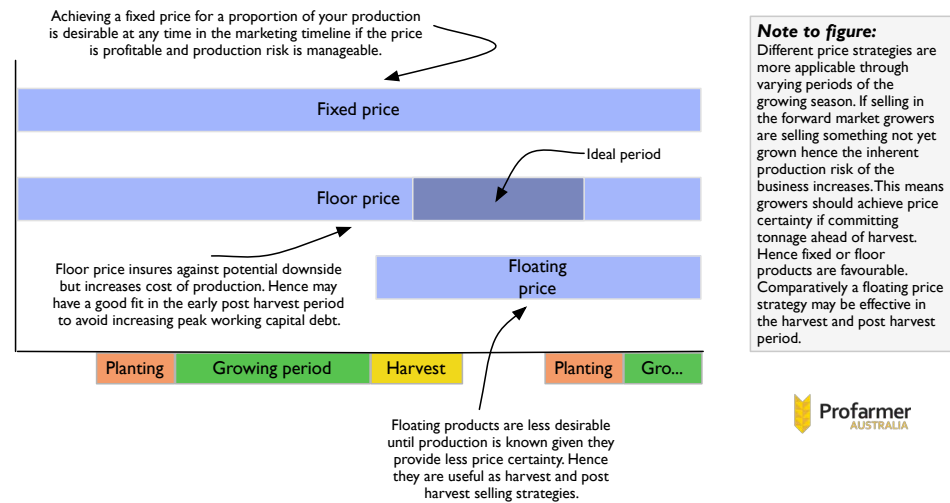 Achieving a fixed price for a proportion of your production
is desirable at any time in the marketing timeline if the price
is profitable and production risk is manageable.
Fixed price
Ideal period
Floor price
Floor price insures against potential downside
but increases cost of production. Hence may
have a good fit in the early post harvest period
to avoid increasing peak working capital debt.
Floating
price
Planting
Growing period
Harvest
Planting
Gro...
Floating products are less desirable
until production is known given they
provide less price certainty. Hence
they are useful as harvest and post
harvest selling strategies.
Note to figure:
Different price strategies are
more applicable through
varying periods of the
growing season. If selling in
the forward market growers
are selling something not yet
grown hence the inherent
production risk of the
business increases. This means
growers should achieve price
certainty if committing
tonnage ahead of harvest.
Hence fixed or floor
products are favourable.
Comparatively a floating price
strategy may be effective in
the harvest and post harvest
period.
Profarmer
AUSTRALIA